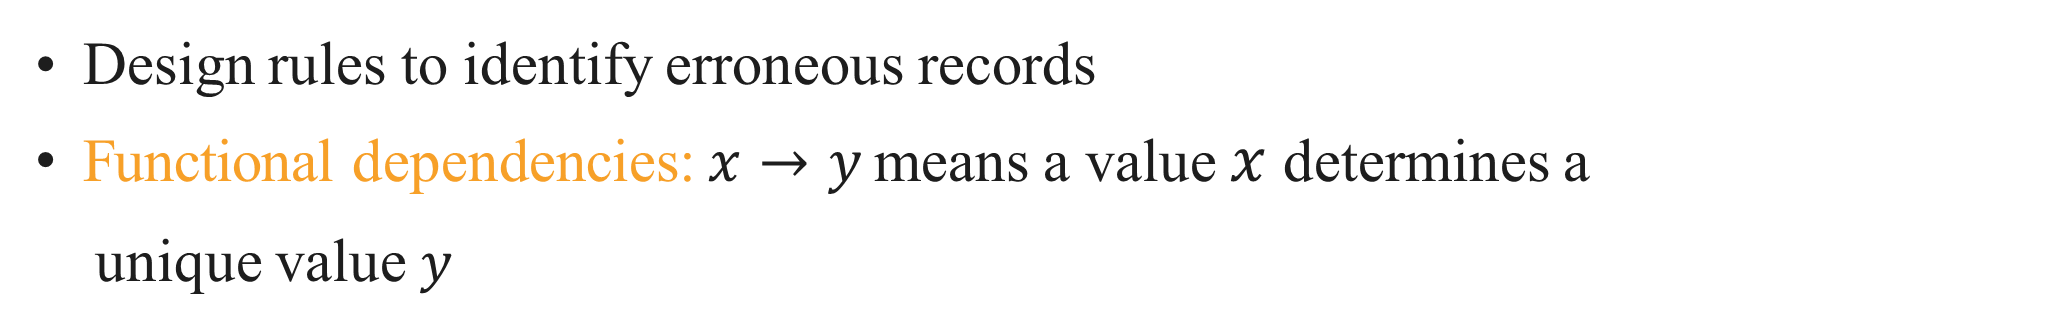 • Design rules to identify erroneous records
• Functional dependencies: x → y means a value x determines a
unique value y